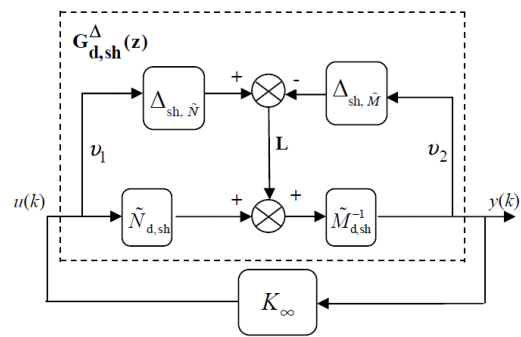 G^Δ_d,sh(z)
+
-
Δ_sh, Ñ
Δ_sh, M̃
υ_1
L
υ_2
u(k)
+
+
Ñ_d,sh
M̃^-1_d,sh
y(k)
K_∞